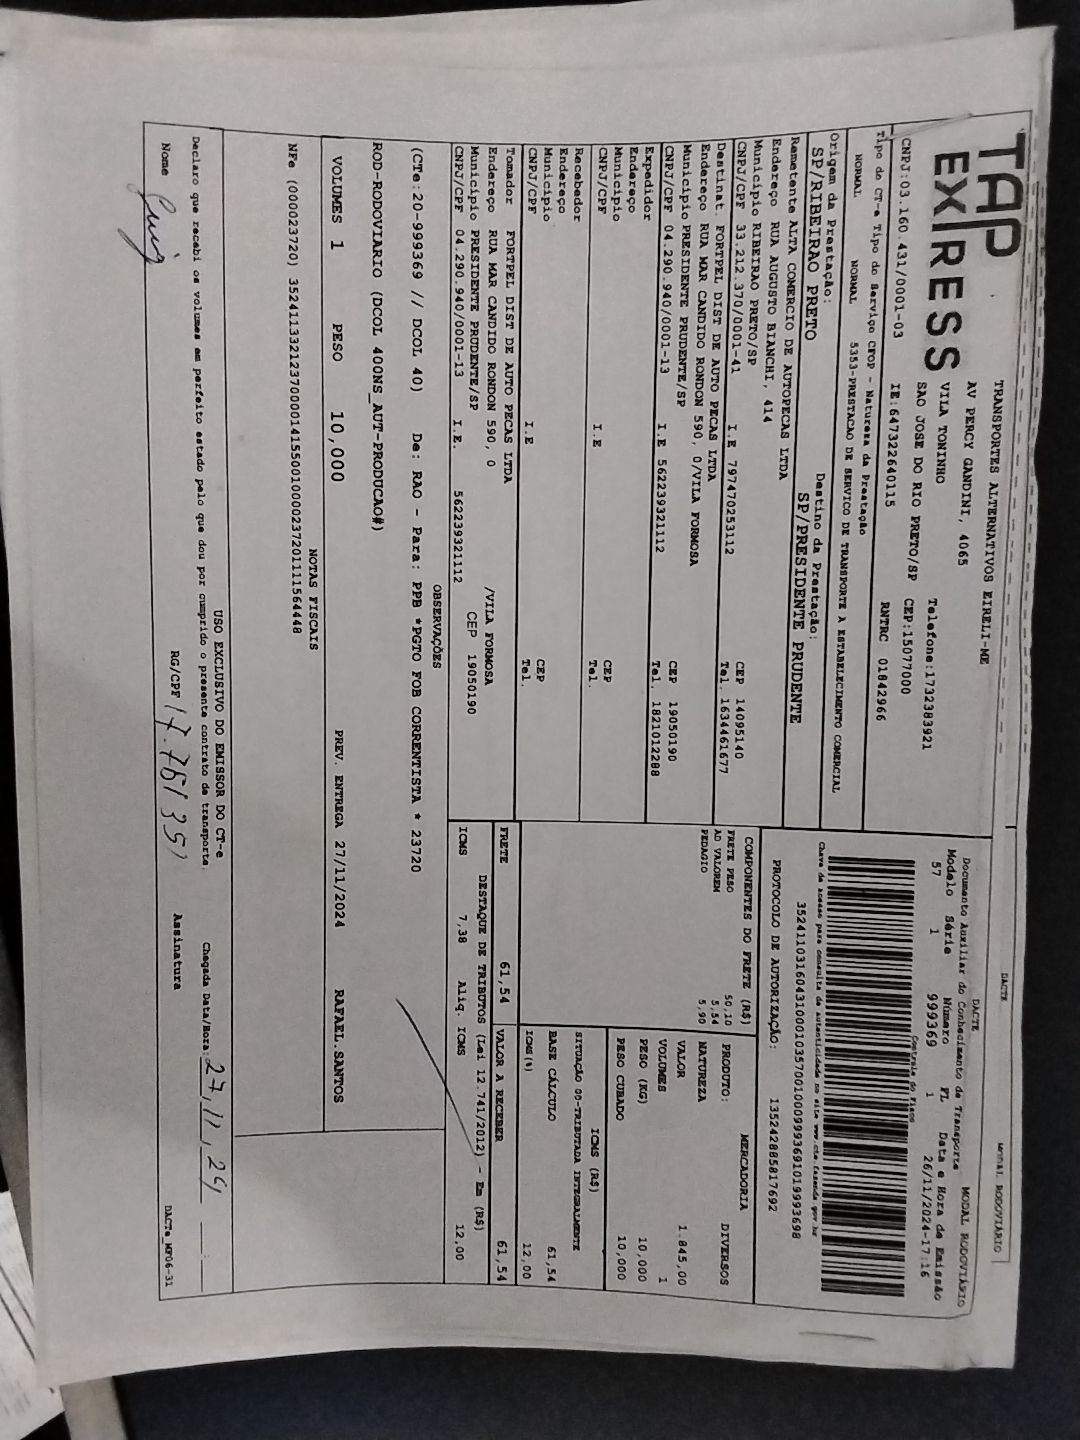 DACTE
MODAL RODOVIÁRIO
TAP EXPRESS
TRANSPORTES ALTERNATIVOS EIRELI-ME
AV PERCY GANDINI, 4065
VILA TONINHO Telefone:1732383921
SAO JOSE DO RIO PRETO/SP CEP:15077000
CNPJ:03.160.431/0001-03 IE:647322640115 RNTRC 01842966
DACTE MODAL RODOVIÁRIO
Documento Auxiliar do Conhecimento de Transporte
Modelo Série Número FL Data e Hora de Emissão
57 1 999369 1 26/11/2024-17:16
Controle do Fisco
Tipo do CT-e Tipo do Serviço CFOP - Natureza da Prestação
NORMAL NORMAL 5353-PRESTACAO DE SERVICO DE TRANSPORTE A ESTABELECIMENTO COMERCIAL
Chave de acesso para consulta de autenticidade no site www.cte.fazenda.gov.br
35241103160431000103570010009993691019993698
PROTOCOLO DE AUTORIZAÇÃO: 135242885817692
Origem da Prestação: Destino da Prestação:
SP/RIBEIRAO PRETO SP/PRESIDENTE PRUDENTE
Remetente ALTA COMERCIO DE AUTOPECAS LTDA
Endereço RUA AUGUSTO BIANCHI, 414
Município RIBEIRAO PRETO/SP CEP 14095140
CNPJ/CPF 33.212.370/0001-41 I.E 797470253112 Tel. 1634461677
Destinat. FORTPEL DIST DE AUTO PECAS LTDA
Endereço RUA MAR CANDIDO RONDON 590, 0/VILA FORMOSA
Município PRESIDENTE PRUDENTE/SP CEP 19050190
CNPJ/CPF 04.290.940/0001-13 I.E 562239321112 Tel. 1821012288
Expedidor
Endereço
Município CEP
CNPJ/CPF I.E Tel.
Recebedor
Endereço
Município CEP
CNPJ/CPF I.E Tel.
Tomador FORTPEL DIST DE AUTO PECAS LTDA
Endereço RUA MAR CANDIDO RONDON 590, 0 /VILA FORMOSA
Município PRESIDENTE PRUDENTE/SP CEP 19050190
CNPJ/CPF 04.290.940/0001-13 I.E. 562239321112
COMPONENTES DO FRETE (R$)
FRETE PESO 50,10
AD VALOREM 5,54
PEDAGIO 5,90
MERCADORIA
PRODUTO: DIVERSOS
NATUREZA
VALOR 1.845,00
VOLUMES 1
PESO (KG) 10,000
PESO CUBADO 10,000
ICMS (R$)
SITUAÇÃO 00-TRIBUTADA INTEGRALMENTE
BASE CÁLCULO 61,54
ICMS(%) 12,00
FRETE 61,54 VALOR A RECEBER 61,54
DESTAQUE DE TRIBUTOS (Lei 12.741/2012) - Em (R$)
ICMS 7,38 Alíq. ICMS 12,00
OBSERVAÇÕES
(CTe:20-999369 // DCOL 40) De: RAO - Para: PPB *PGTO FOB CORRENTISTA * 23720
ROD-RODOVIARIO (DCOL 400NS_AUT-PRODUCAO#)
VOLUMES 1 PESO 10,000 PREV. ENTREGA 27/11/2024 RAFAEL.SANTOS
NOTAS FISCAIS
NFe (000023720) 35241133212370000141550010000237201111564448
USO EXCLUSIVO DO EMISSOR DO CT-e
Declaro que recebi os volumes em perfeito estado pelo que dou por cumprido o presente contrato de transporte. Chegada Data/Hora: 27,11,24
Nome RG/CPF Assinatura
DACTe_MP06-31